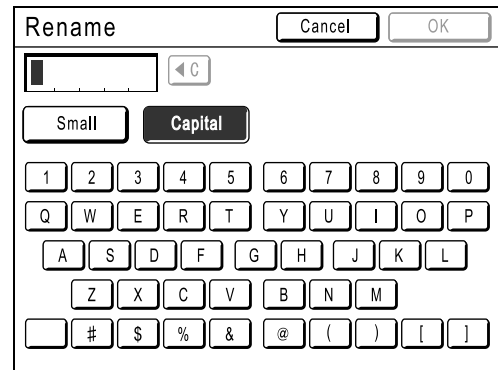 Rename Cancel OK
C
Small Capital
1 2 3 4 5 6 7 8 9 0
Q W E R T Y U I O P
A S D F G H J K L
Z X C V B N M
# $ % & @ ( ) [ ]